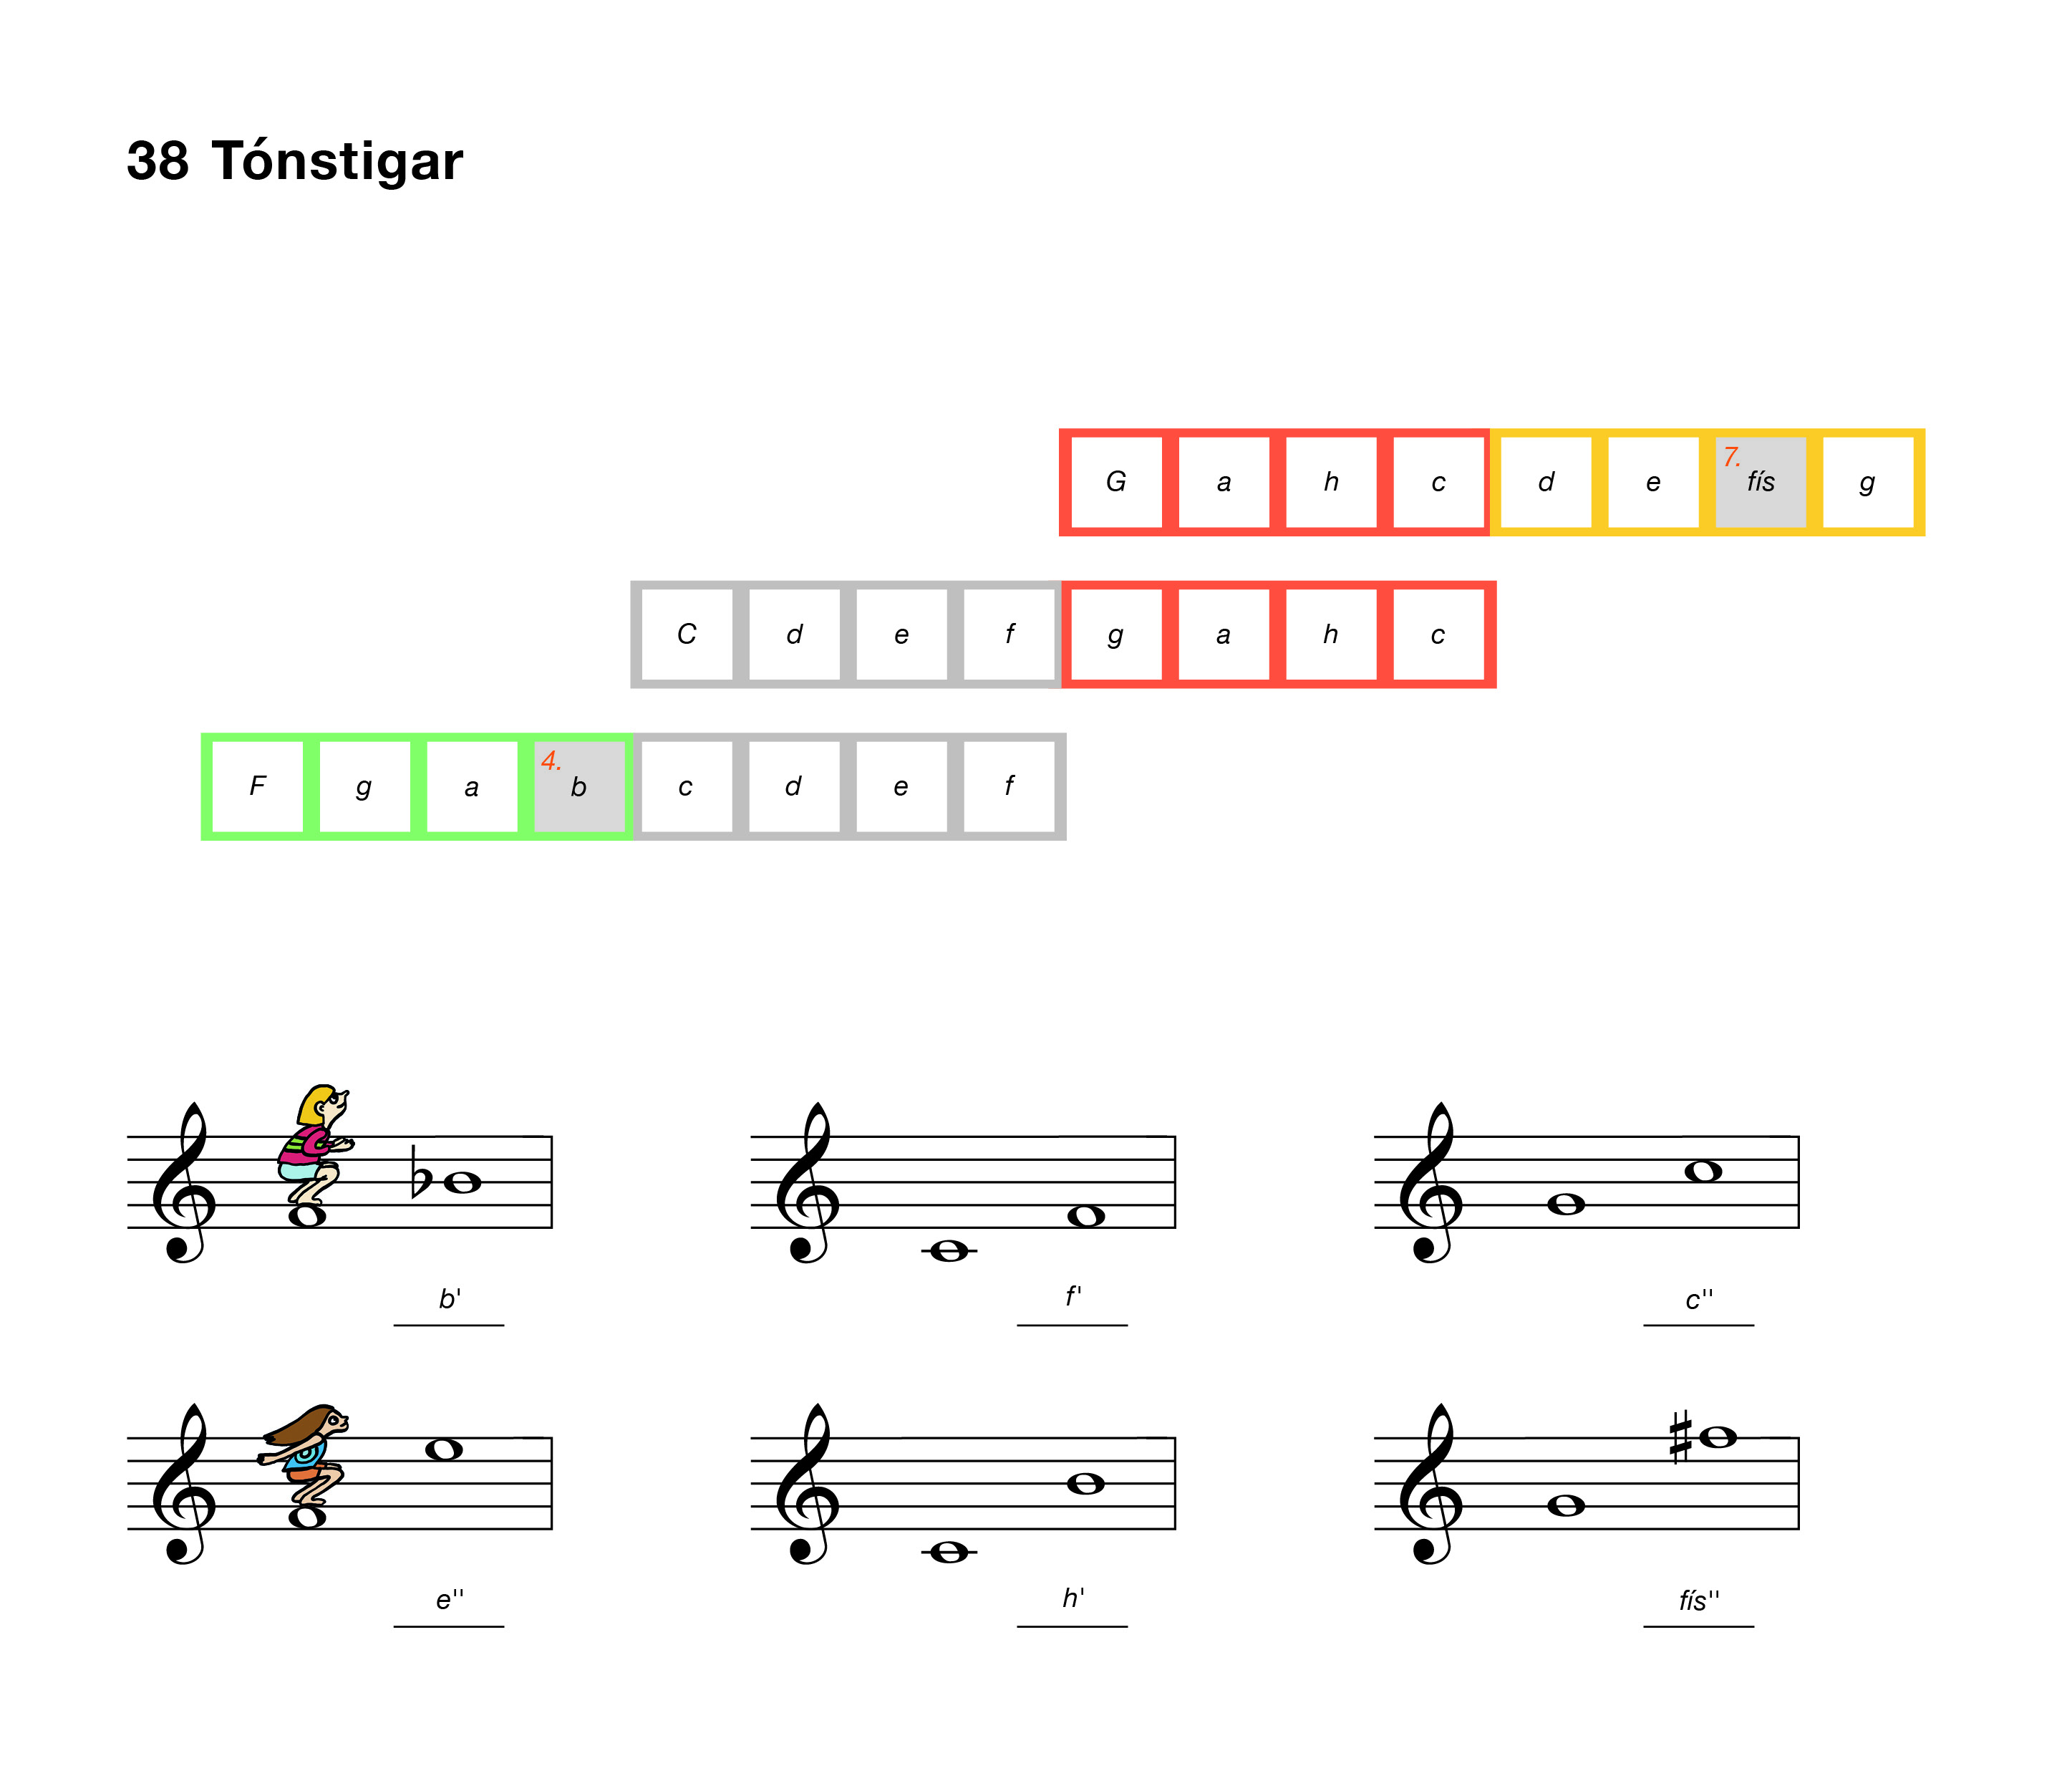 38 Tónstigar
G a h c d e 7. fís g
C d e f g a h c
F g a 4. b c d e f
b' f' c''
e'' h' fís''